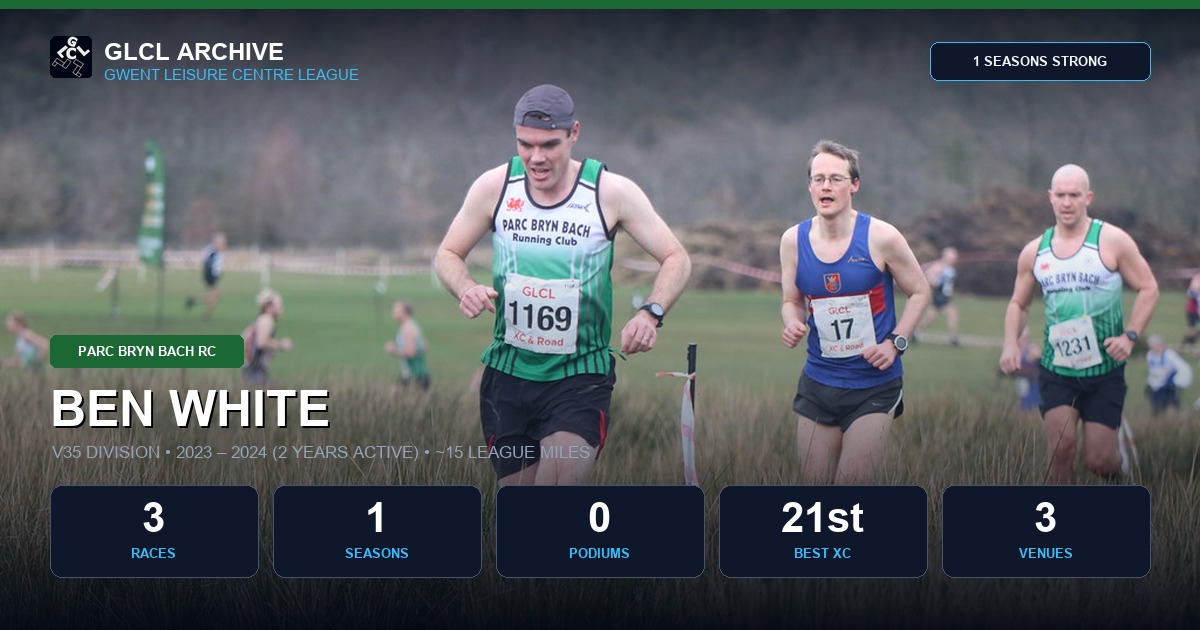 GLCL ARCHIVE
GWENT LEISURE CENTRE LEAGUE
1 SEASONS STRONG
PARC BRYN BACH
Running Club
GLCL
1169
XC & Road
GLCL
17
XC & Road
PARC BRYN BACH
Running Club
1231
PARC BRYN BACH RC
BEN WHITE
V35 DIVISION • 2023 – 2024 (2 YEARS ACTIVE) • ~15 LEAGUE MILES
3
RACES
1
SEASONS
0
PODIUMS
21st
BEST XC
3
VENUES